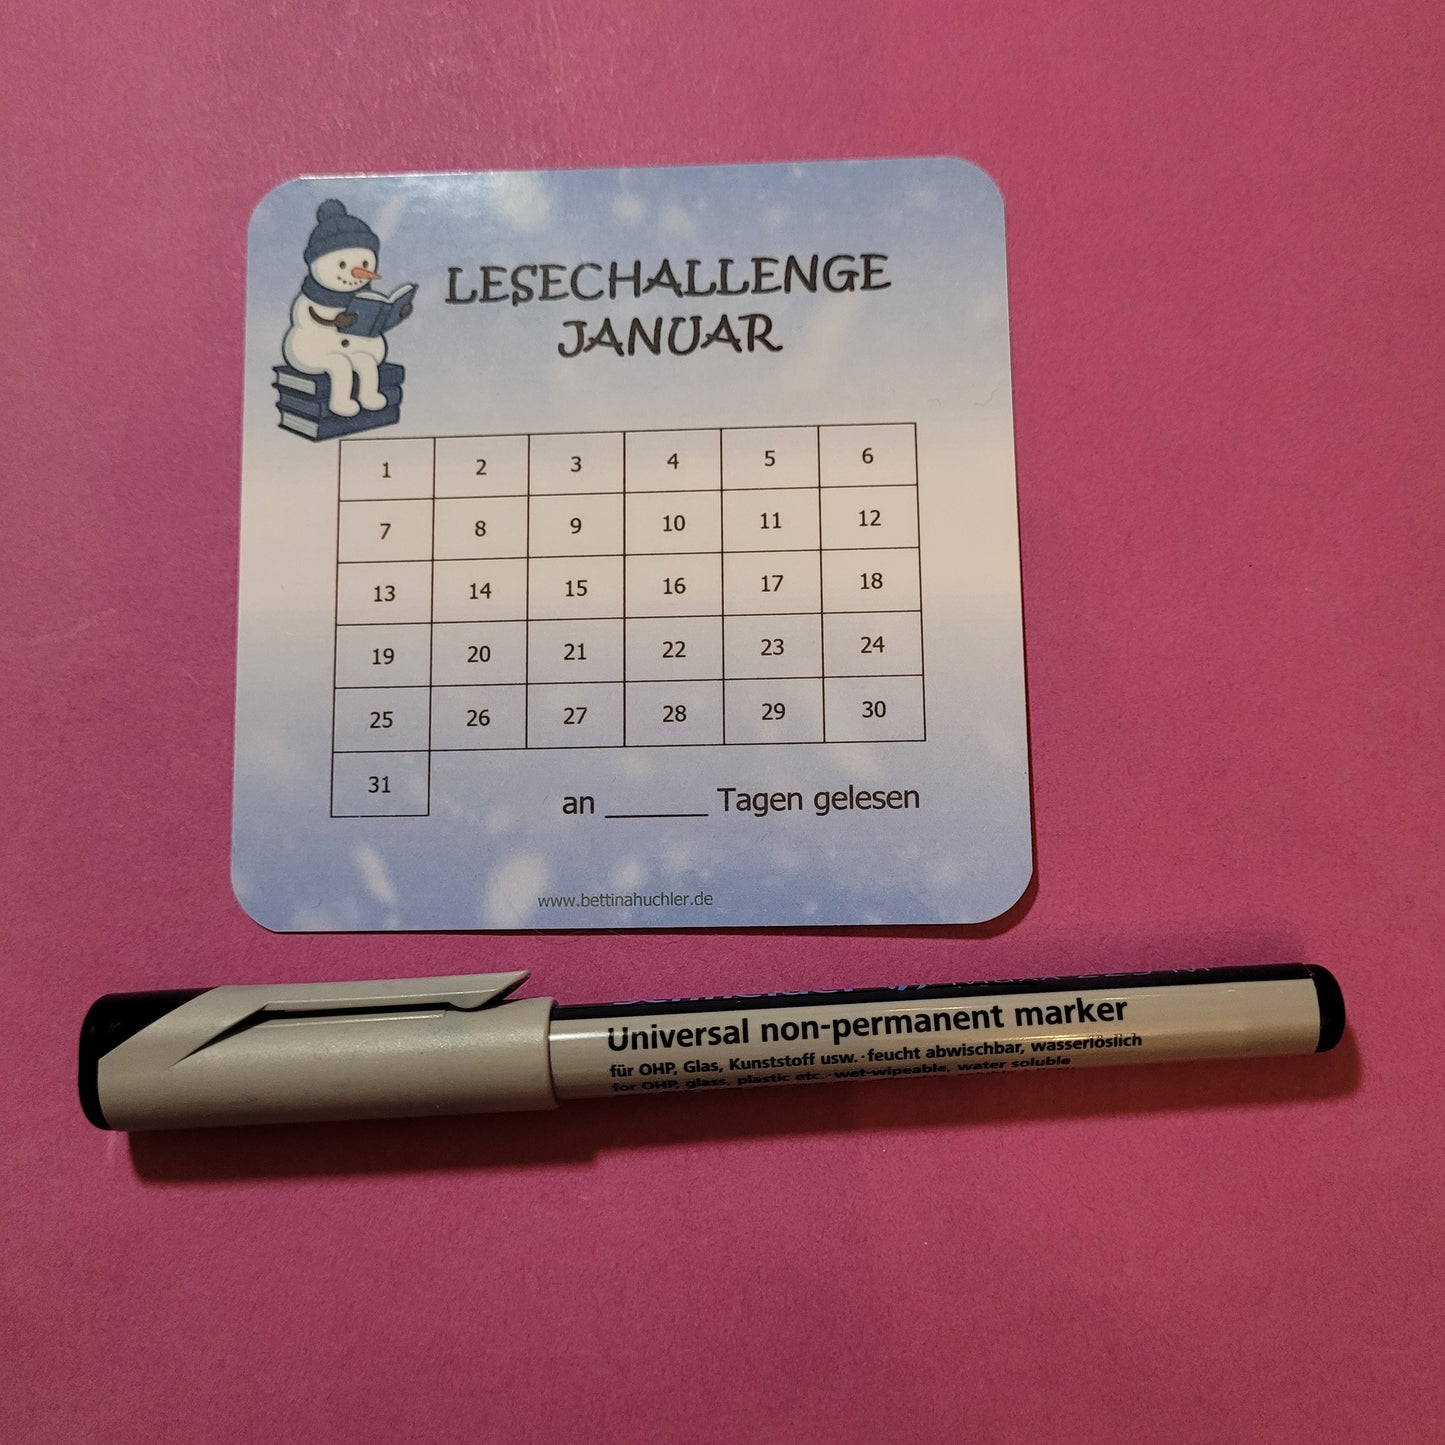 LESECHALLENGE
JANUAR
1 2 3 4 5 6
7 8 9 10 11 12
13 14 15 16 17 18
19 20 21 22 23 24
25 26 27 28 29 30
31
an ______ Tagen gelesen
www.bettinahuchler.de
Universal non-permanent marker
für OHP, Glas, Kunststoff usw. · feucht abwischbar, wasserlöslich
for OHP, glass, plastic etc. · wet-wipeable, water soluble